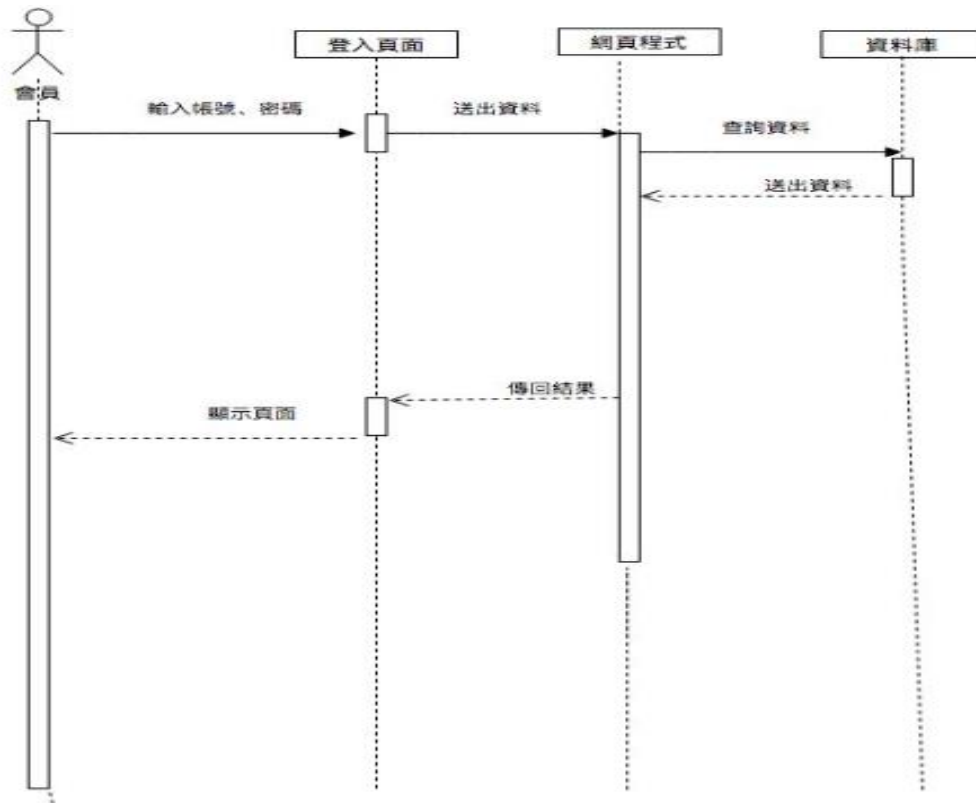 登入頁面
網頁程式
資料庫
會員
輸入帳號、密碼
送出資料
查詢資料
送出資料
傳回結果
顯示頁面